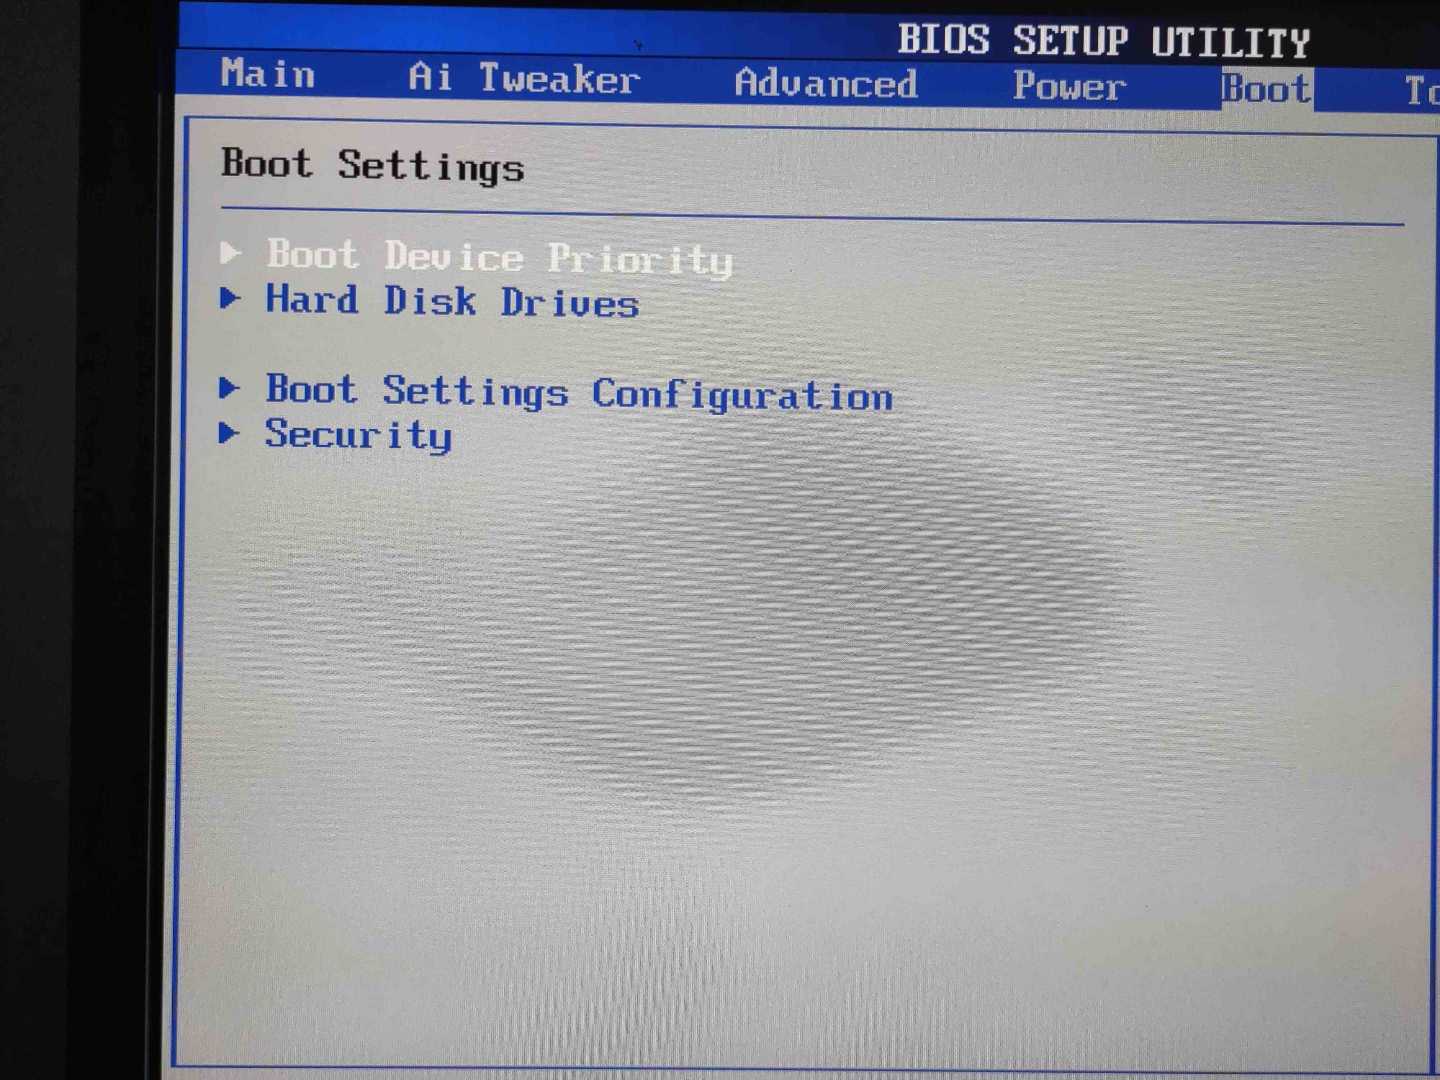 BIOS SETUP UTILITY
Main Ai Tweaker Advanced Power Boot
Boot Settings
Boot Device Priority
Hard Disk Drives
Boot Settings Configuration
Security